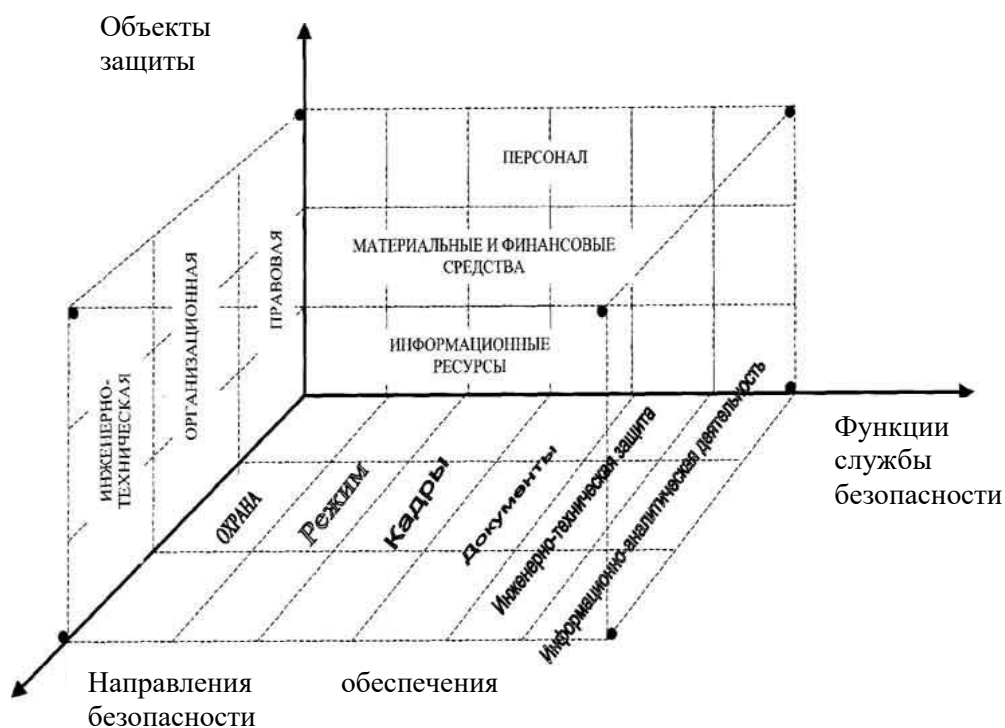 Объекты
защиты
ПЕРСОНАЛ
МАТЕРИАЛЬНЫЕ И ФИНАНСОВЫЕ
СРЕДСТВА
ИНФОРМАЦИОННЫЕ
РЕСУРСЫ
ПРАВОВАЯ
ОРГАНИЗАЦИОННАЯ
ИНЖЕНЕРНО-
ТЕХНИЧЕСКАЯ
Функции
службы
безопасности
ОХРАНА
Режим
Кадры
Документы
Инженерно-техническая защита
Информационно-аналитическая деятельность
Направления обеспечения
безопасности